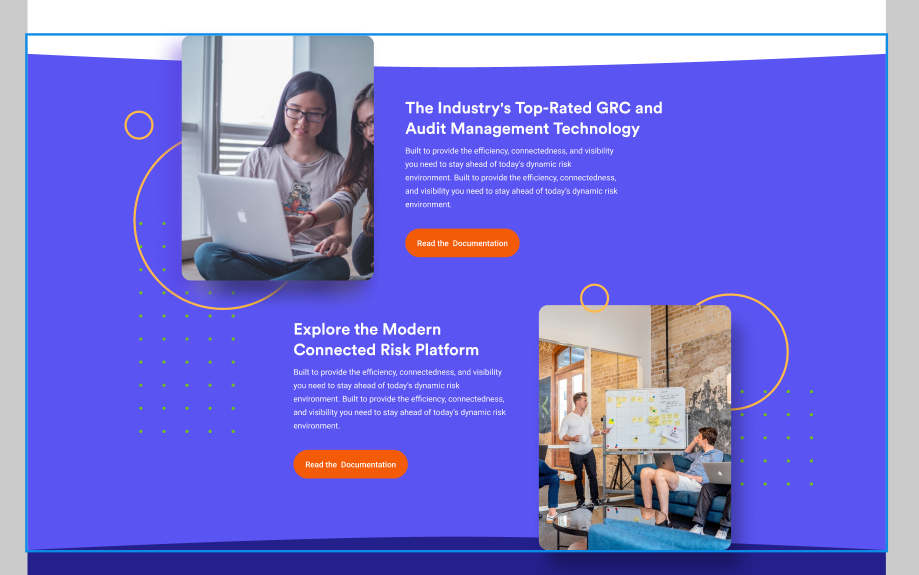 The Industry's Top-Rated GRC and
Audit Management Technology
Built to provide the efficiency, connectedness, and visibility
you need to stay ahead of today's dynamic risk
environment. Built to provide the efficiency, connectedness,
and visibility you need to stay ahead of today's dynamic risk
environment.
Read the Documentation
Explore the Modern
Connected Risk Platform
Built to provide the efficiency, connectedness, and visibility
you need to stay ahead of today's dynamic risk
environment. Built to provide the efficiency, connectedness,
and visibility you need to stay ahead of today's dynamic risk
environment.
Read the Documentation